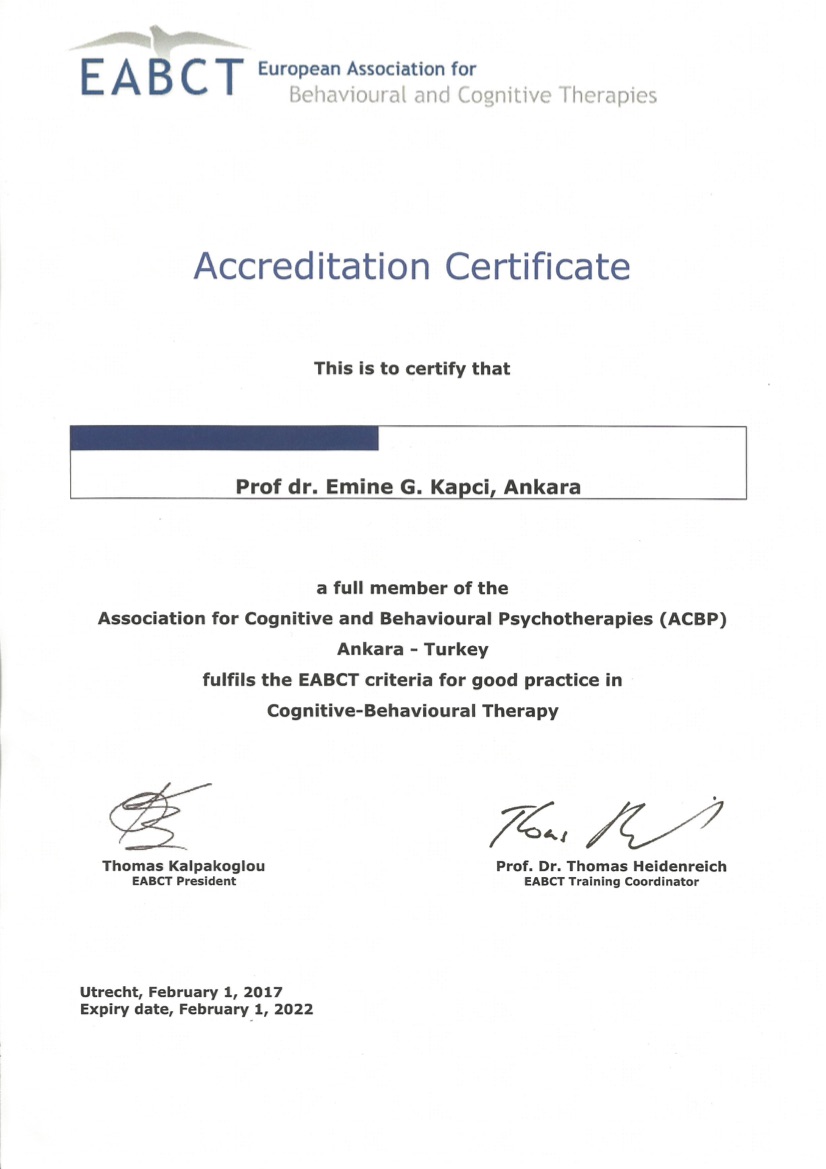 EABCT European Association for
Behavioural and Cognitive Therapies
Accreditation Certificate
This is to certify that
Prof dr. Emine G. Kapci, Ankara
a full member of the
Association for Cognitive and Behavioural Psychotherapies (ACBP)
Ankara - Turkey
fulfils the EABCT criteria for good practice in
Cognitive-Behavioural Therapy
Thomas Kalpakoglou
EABCT President
Prof. Dr. Thomas Heidenreich
EABCT Training Coordinator
Utrecht, February 1, 2017
Expiry date, February 1, 2022